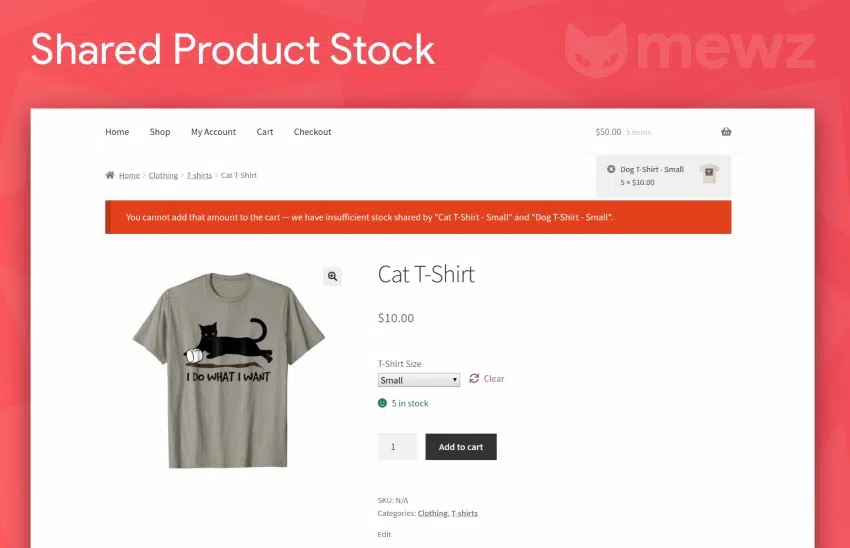 Shared Product Stock
mewz
Home Shop My Account Cart Checkout
$50.00 5 items
Home > Clothing > T-shirts > Cat T-Shirt
Dog T-Shirt - Small
5 × $10.00
You cannot add that amount to the cart — we have insufficient stock shared by "Cat T-Shirt - Small" and "Dog T-Shirt - Small".
Cat T-Shirt
$10.00
I DO WHAT I WANT
T-Shirt Size
Small Clear
5 in stock
1 Add to cart
SKU: N/A
Categories: Clothing, T-shirts
Edit